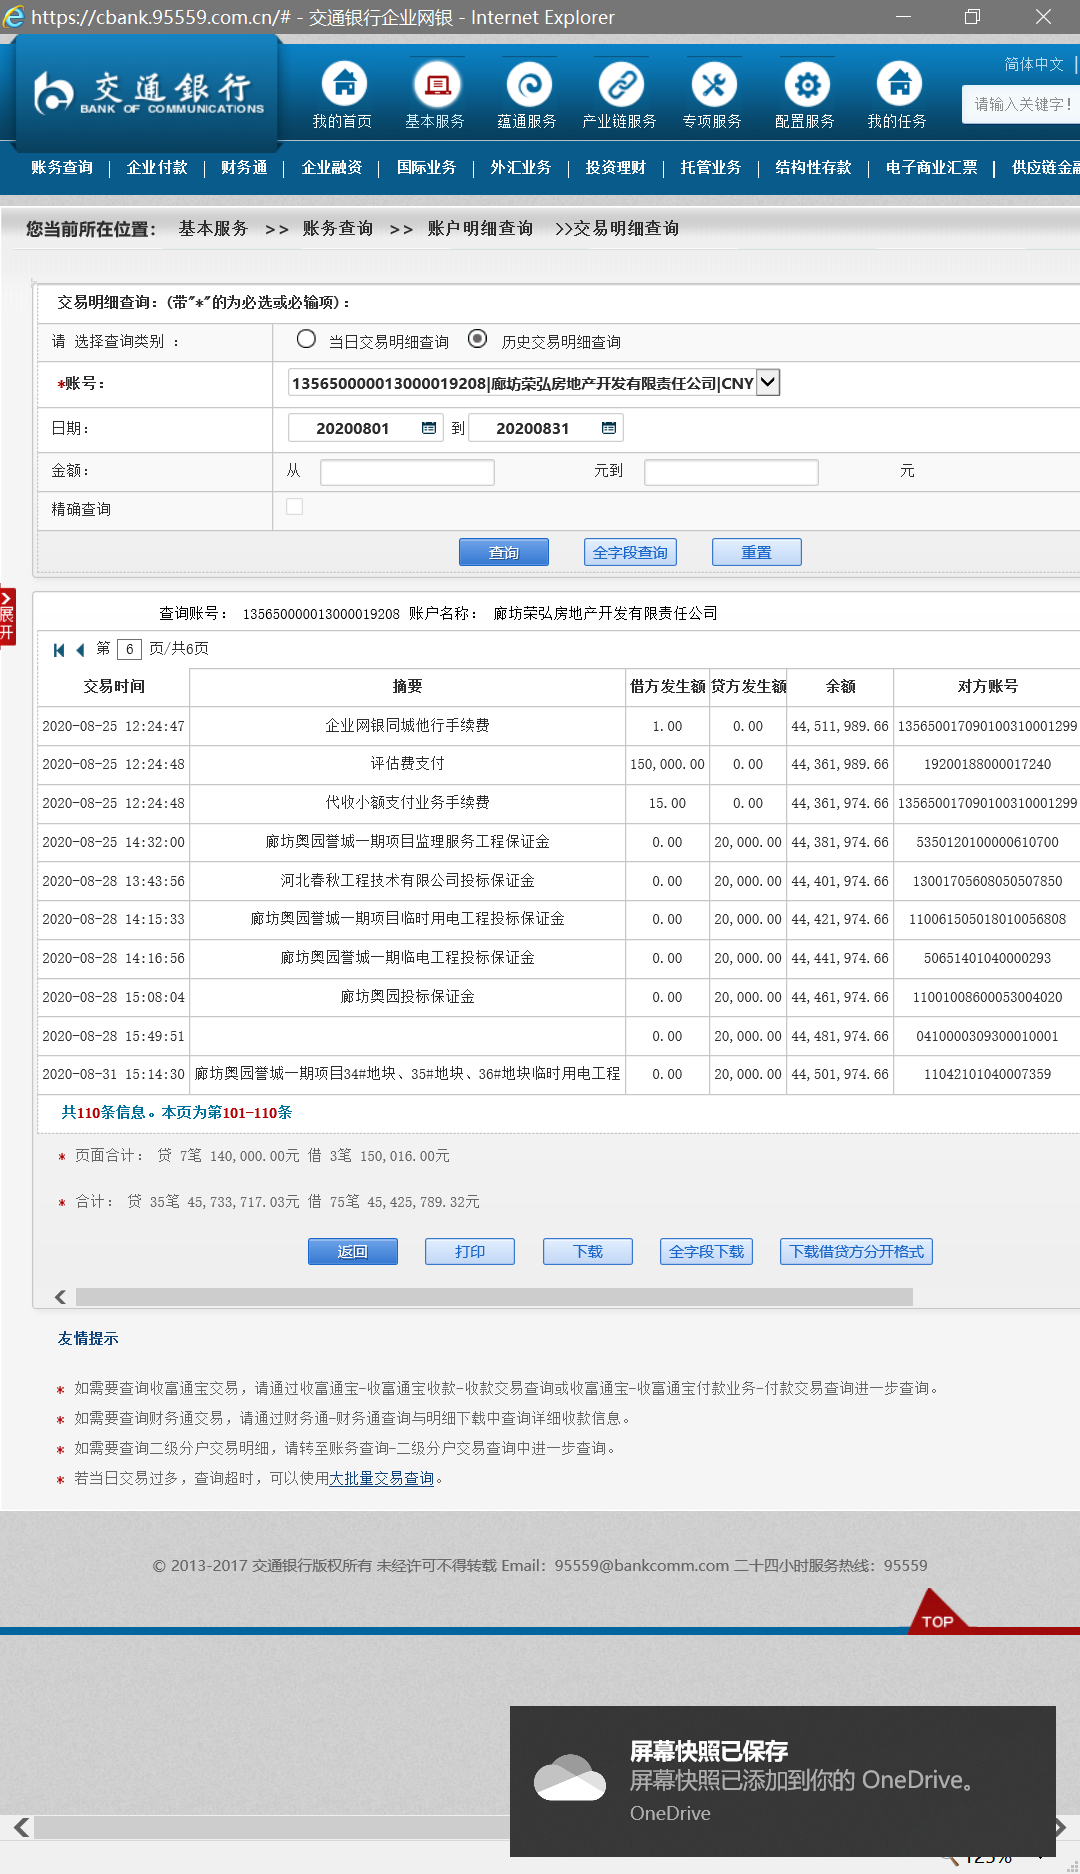 https://cbank.95559.com.cn/# - 交通银行企业网银 - Internet Explorer
简体中文 |
交通銀行
BANK OF COMMUNICATIONS
我的首页 基本服务 蕴通服务 产业链服务 专项服务 配置服务 我的任务
请输入关键字!
账务查询 | 企业付款 | 财务通 | 企业融资 | 国际业务 | 外汇业务 | 投资理财 | 托管业务 | 结构性存款 | 电子商业汇票 | 供应链金融
您当前所在位置: 基本服务 >> 账务查询 >> 账户明细查询 >>交易明细查询
交易明细查询:(带"*"的为必选或必输项):
请 选择查询类别 : 当日交易明细查询 历史交易明细查询
*账号: 135650000013000019208|廊坊荣弘房地产开发有限责任公司|CNY
日期: 20200801 到 20200831
金额: 从 元到 元
精确查询
查询 全字段查询 重置
展开
查询账号: 135650000013000019208 账户名称: 廊坊荣弘房地产开发有限责任公司
第 6 页/共6页
交易时间 摘要 借方发生额 贷方发生额 余额 对方账号
2020-08-25 12:24:47 企业网银同城他行手续费 1.00 0.00 44,511,989.66 135650017090100310001299
2020-08-25 12:24:48 评估费支付 150,000.00 0.00 44,361,989.66 19200188000017240
2020-08-25 12:24:48 代收小额支付业务手续费 15.00 0.00 44,361,974.66 135650017090100310001299
2020-08-25 14:32:00 廊坊奥园誉城一期项目监理服务工程保证金 0.00 20,000.00 44,381,974.66 5350120100000610700
2020-08-28 13:43:56 河北春秋工程技术有限公司投标保证金 0.00 20,000.00 44,401,974.66 13001705608050507850
2020-08-28 14:15:33 廊坊奥园誉城一期项目临时用电工程投标保证金 0.00 20,000.00 44,421,974.66 110061505018010056808
2020-08-28 14:16:56 廊坊奥园誉城一期临电工程投标保证金 0.00 20,000.00 44,441,974.66 50651401040000293
2020-08-28 15:08:04 廊坊奥园投标保证金 0.00 20,000.00 44,461,974.66 11001008600053004020
2020-08-28 15:49:51 0.00 20,000.00 44,481,974.66 0410000309300010001
2020-08-31 15:14:30 廊坊奥园誉城一期项目34#地块、35#地块、36#地块临时用电工程 0.00 20,000.00 44,501,974.66 11042101040007359
共110条信息。本页为第101-110条
* 页面合计: 贷 7笔 140,000.00元 借 3笔 150,016.00元
* 合计: 贷 35笔 45,733,717.03元 借 75笔 45,425,789.32元
返回 打印 下载 全字段下载 下载借贷方分开格式
友情提示
* 如需要查询收富通宝交易,请通过收富通宝-收富通宝收款-收款交易查询或收富通宝-收富通宝付款业务-付款交易查询进一步查询。
* 如需要查询财务通交易,请通过财务通-财务通查询与明细下载中查询详细收款信息。
* 如需要查询二级分户交易明细,请转至账务查询-二级分户交易查询中进一步查询。
* 若当日交易过多,查询超时,可以使用大批量交易查询。
© 2013-2017 交通银行版权所有 未经许可不得转载 Email: 95559@bankcomm.com 二十四小时服务热线: 95559
TOP
屏幕快照已保存
屏幕快照已添加到你的 OneDrive。
OneDrive
125%